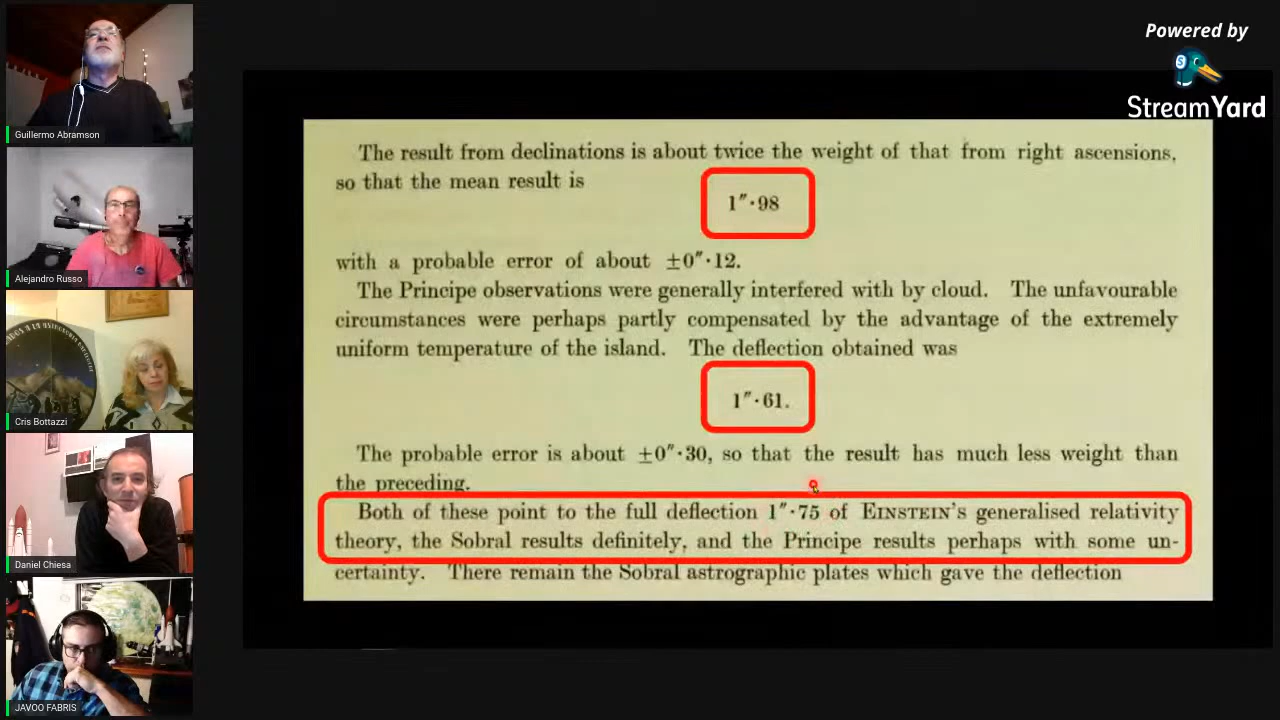 Powered by
StreamYard
Guillermo Abramson
Alejandro Russo
Cris Bottazzi
Daniel Chiesa
JAVOO FABRIS
The result from declinations is about twice the weight of that from right ascensions,
so that the mean result is
1″·98
with a probable error of about ±0″·12.
The Principe observations were generally interfered with by cloud. The unfavourable
circumstances were perhaps partly compensated by the advantage of the extremely
uniform temperature of the island. The deflection obtained was
1″·61.
The probable error is about ±0″·30, so that the result has much less weight than
the preceding.
Both of these point to the full deflection 1″·75 of EINSTEIN's generalised relativity
theory, the Sobral results definitely, and the Principe results perhaps with some un-
certainty. There remain the Sobral astrographic plates which gave the deflection